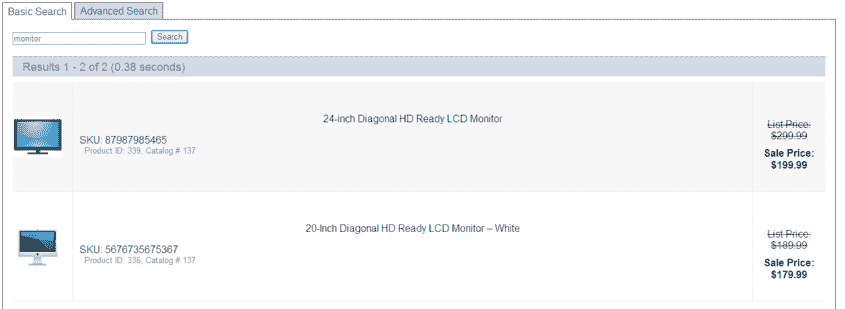 Basic Search
Advanced Search
monitor
Search
Results 1 - 2 of 2 (0.38 seconds)
24-inch Diagonal HD Ready LCD Monitor
SKU: 87987985465
Product ID: 339, Catalog # 137
List Price:
$299.99
Sale Price:
$199.99
20-Inch Diagonal HD Ready LCD Monitor – White
SKU: 5676735675367
Product ID: 336, Catalog # 137
List Price:
$189.99
Sale Price:
$179.99